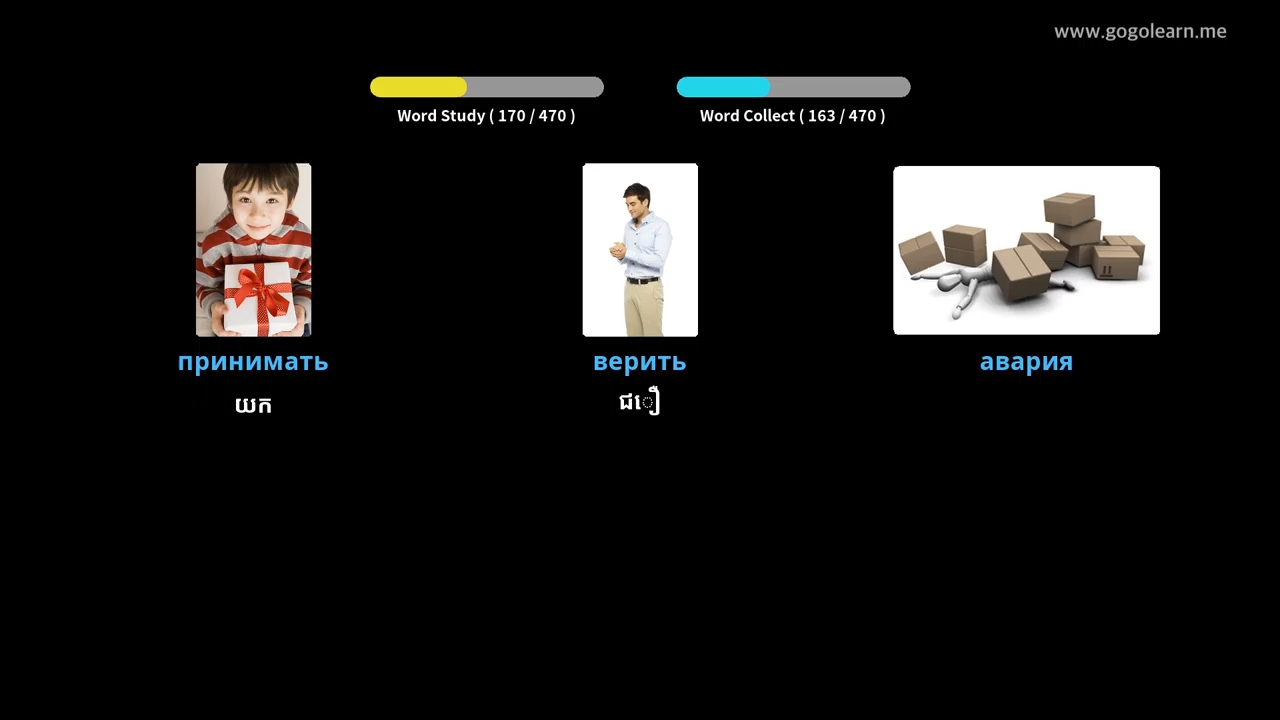 www.gogolearn.me
Word Study ( 170 / 470 )
Word Collect ( 163 / 470 )
принимать
верить
авария
យក
ជឿ